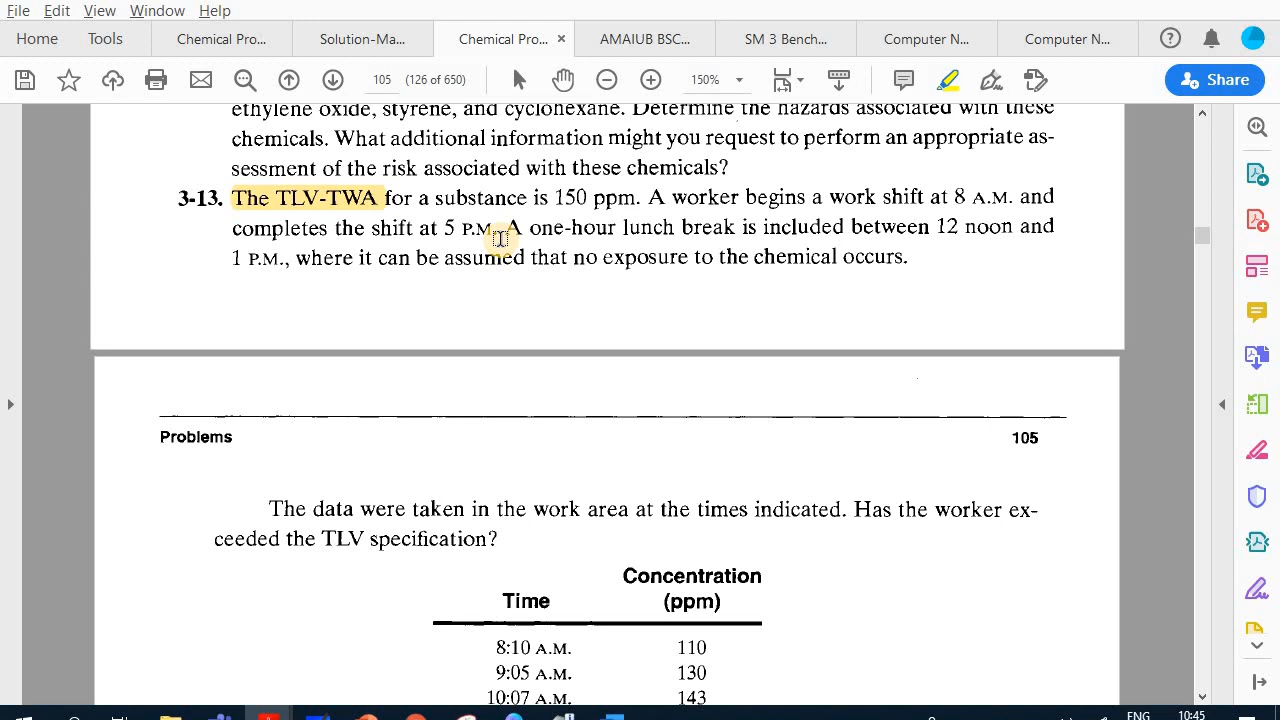 File Edit View Window Help
Home Tools Chemical Pro... Solution-Ma... Chemical Pro... × AMAIUB BSC... SM 3 Bench... Computer N... Computer N...
105 (126 of 650) 150% Share
ethylene oxide, styrene, and cyclohexane. Determine the hazards associated with these
chemicals. What additional information might you request to perform an appropriate as-
sessment of the risk associated with these chemicals?
3-13. The TLV-TWA for a substance is 150 ppm. A worker begins a work shift at 8 A.M. and
completes the shift at 5 P.M. A one-hour lunch break is included between 12 noon and
1 P.M., where it can be assumed that no exposure to the chemical occurs.
Problems 105
The data were taken in the work area at the times indicated. Has the worker ex-
ceeded the TLV specification?
Concentration
Time (ppm)
8:10 A.M. 110
9:05 A.M. 130
10:07 A.M. 143
ENG 10:45